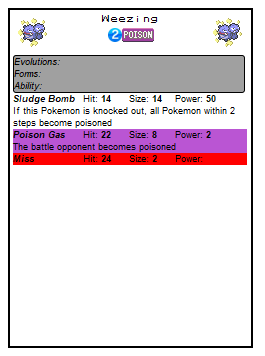 Weezing
2 POISON
Evolutions:
Forms:
Ability:
Sludge Bomb Hit: 14 Size: 14 Power: 50
If this Pokemon is knocked out, all Pokemon within 2
steps become poisoned
Poison Gas Hit: 22 Size: 8 Power: 2
The battle opponent becomes poisoned
Miss Hit: 24 Size: 2 Power: